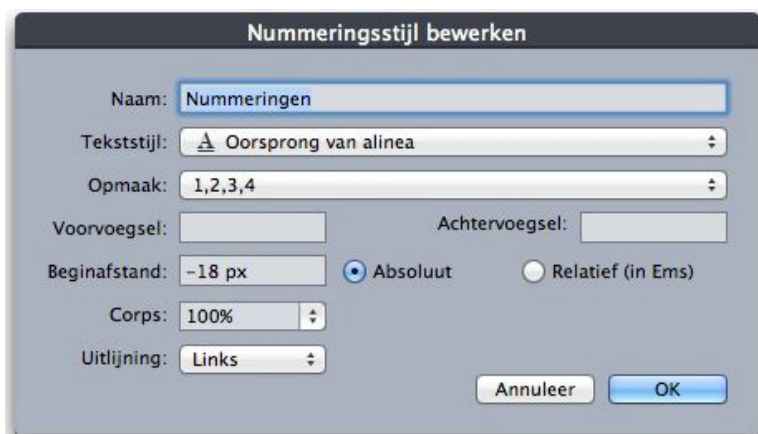 Nummeringsstijl bewerken
Naam: Nummeringen
Tekststijl: A Oorsprong van alinea
Opmaak: 1,2,3,4
Voorvoegsel: Achtervoegsel:
Beginafstand: -18 px Absoluut Relatief (in Ems)
Corps: 100%
Uitlijning: Links
Annuleer OK